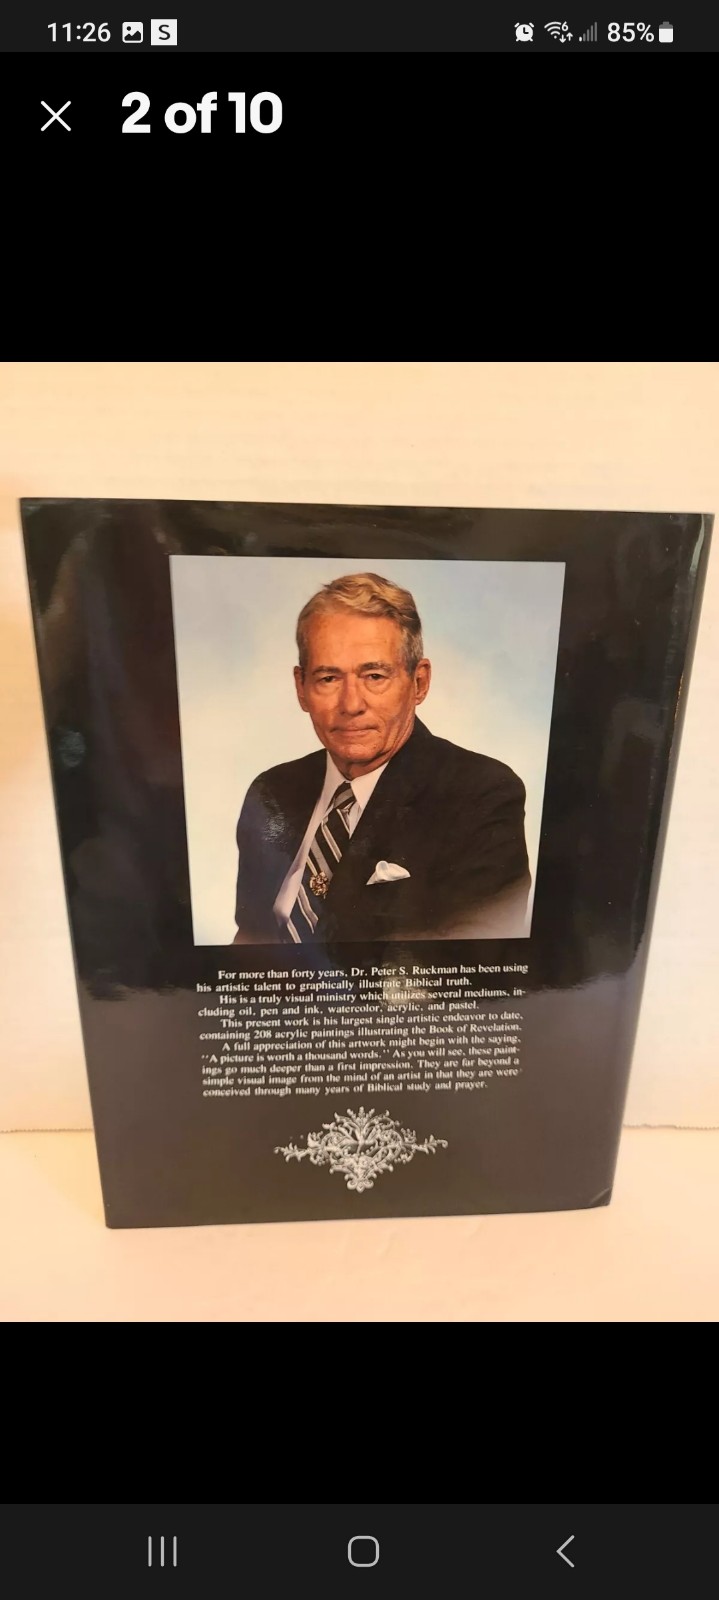 11:26 S 85%
2 of 10
For more than forty years, Dr. Peter S. Ruckman has been using
his artistic talent to graphically illustrate Biblical truth.
His is a truly visual ministry which utilizes several mediums, in-
cluding oil, pen and ink, watercolor, acrylic, and pastel.
This present work is his largest single artistic endeavor to date,
containing 208 acrylic paintings illustrating the Book of Revelation.
A full appreciation of this artwork might begin with the saying,
"A picture is worth a thousand words." As you will see, these paint-
ings go much deeper than a first impression. They are far beyond a
simple visual image from the mind of an artist in that they are were
conceived through many years of Biblical study and prayer.